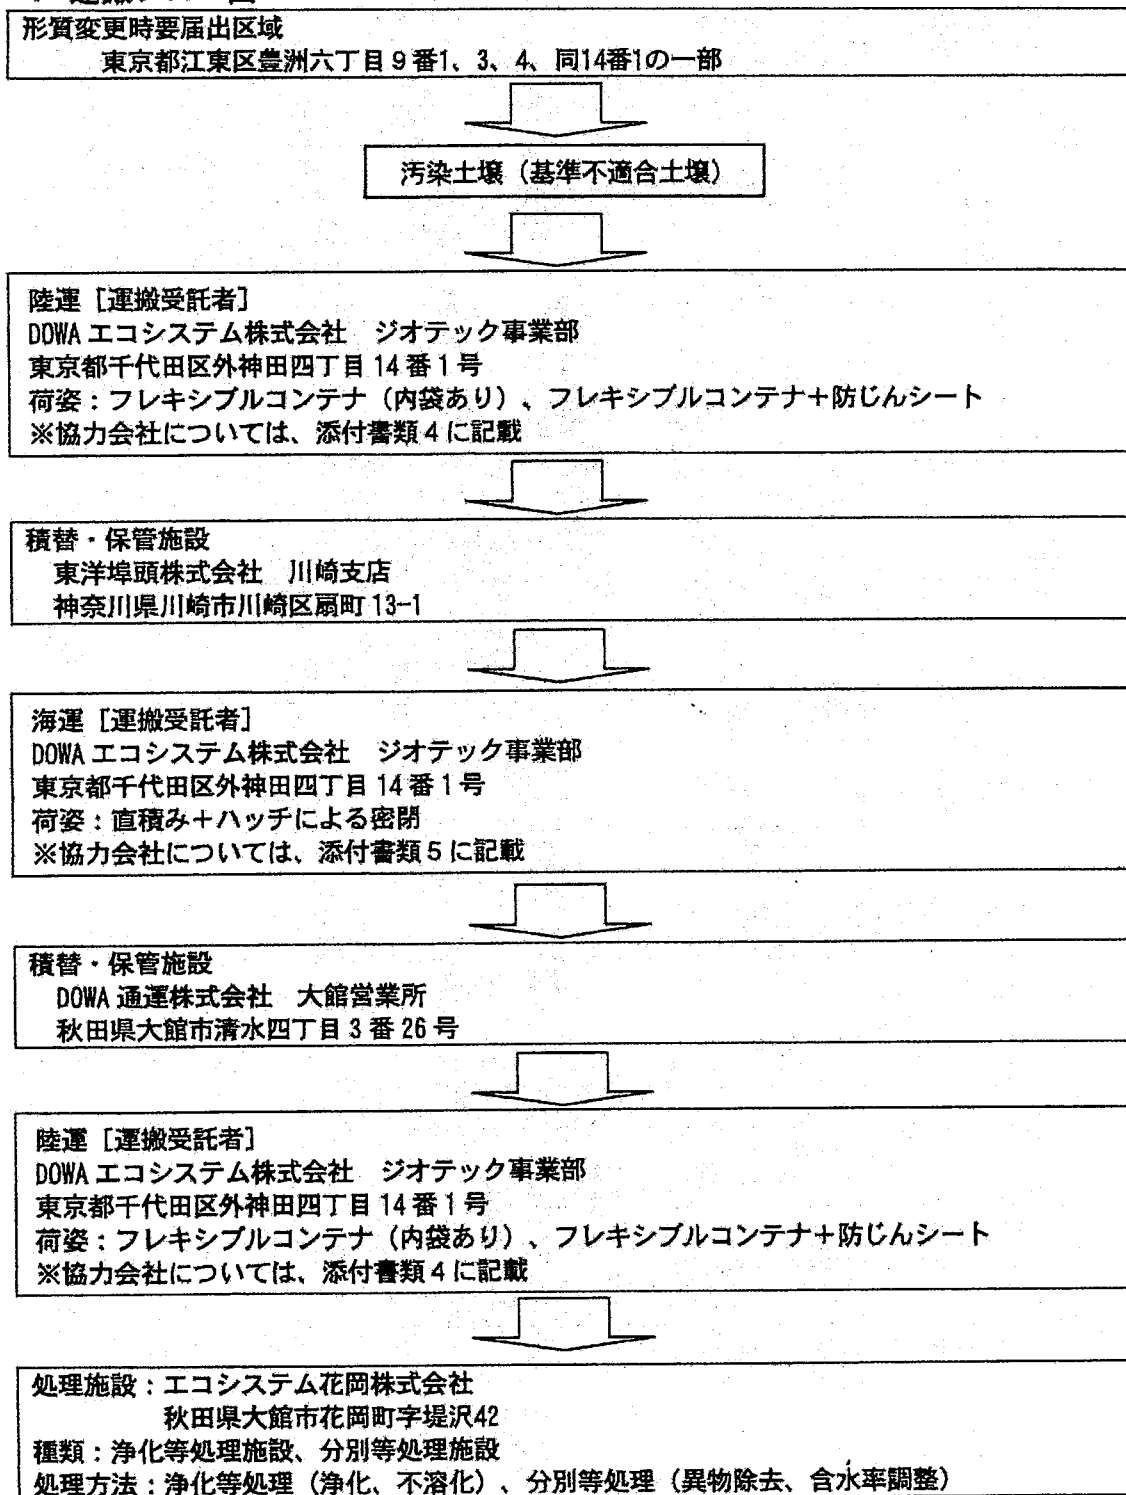 形質変更時要届出区域
東京都江東区豊洲六丁目9番1、3、4、同14番1の一部
汚染土壌（基準不適合土壌）
陸運［運搬受託者］
DOWAエコシステム株式会社　ジオテック事業部
東京都千代田区外神田四丁目14番1号
荷姿：フレキシブルコンテナ（内袋あり）、フレキシブルコンテナ＋防じんシート
※協力会社については、添付書類4に記載
積替・保管施設
東洋埠頭株式会社　川崎支店
神奈川県川崎市川崎区扇町13-1
海運［運搬受託者］
DOWAエコシステム株式会社　ジオテック事業部
東京都千代田区外神田四丁目14番1号
荷姿：直積み＋ハッチによる密閉
※協力会社については、添付書類5に記載
積替・保管施設
DOWA通運株式会社　大館営業所
秋田県大館市清水四丁目3番26号
陸運［運搬受託者］
DOWAエコシステム株式会社　ジオテック事業部
東京都千代田区外神田四丁目14番1号
荷姿：フレキシブルコンテナ（内袋あり）、フレキシブルコンテナ＋防じんシート
※協力会社については、添付書類4に記載
処理施設：エコシステム花岡株式会社
秋田県大館市花岡町字堤沢42
種類：浄化等処理施設、分別等処理施設
処理方法：浄化等処理（浄化、不溶化）、分別等処理（異物除去、含水率調整）